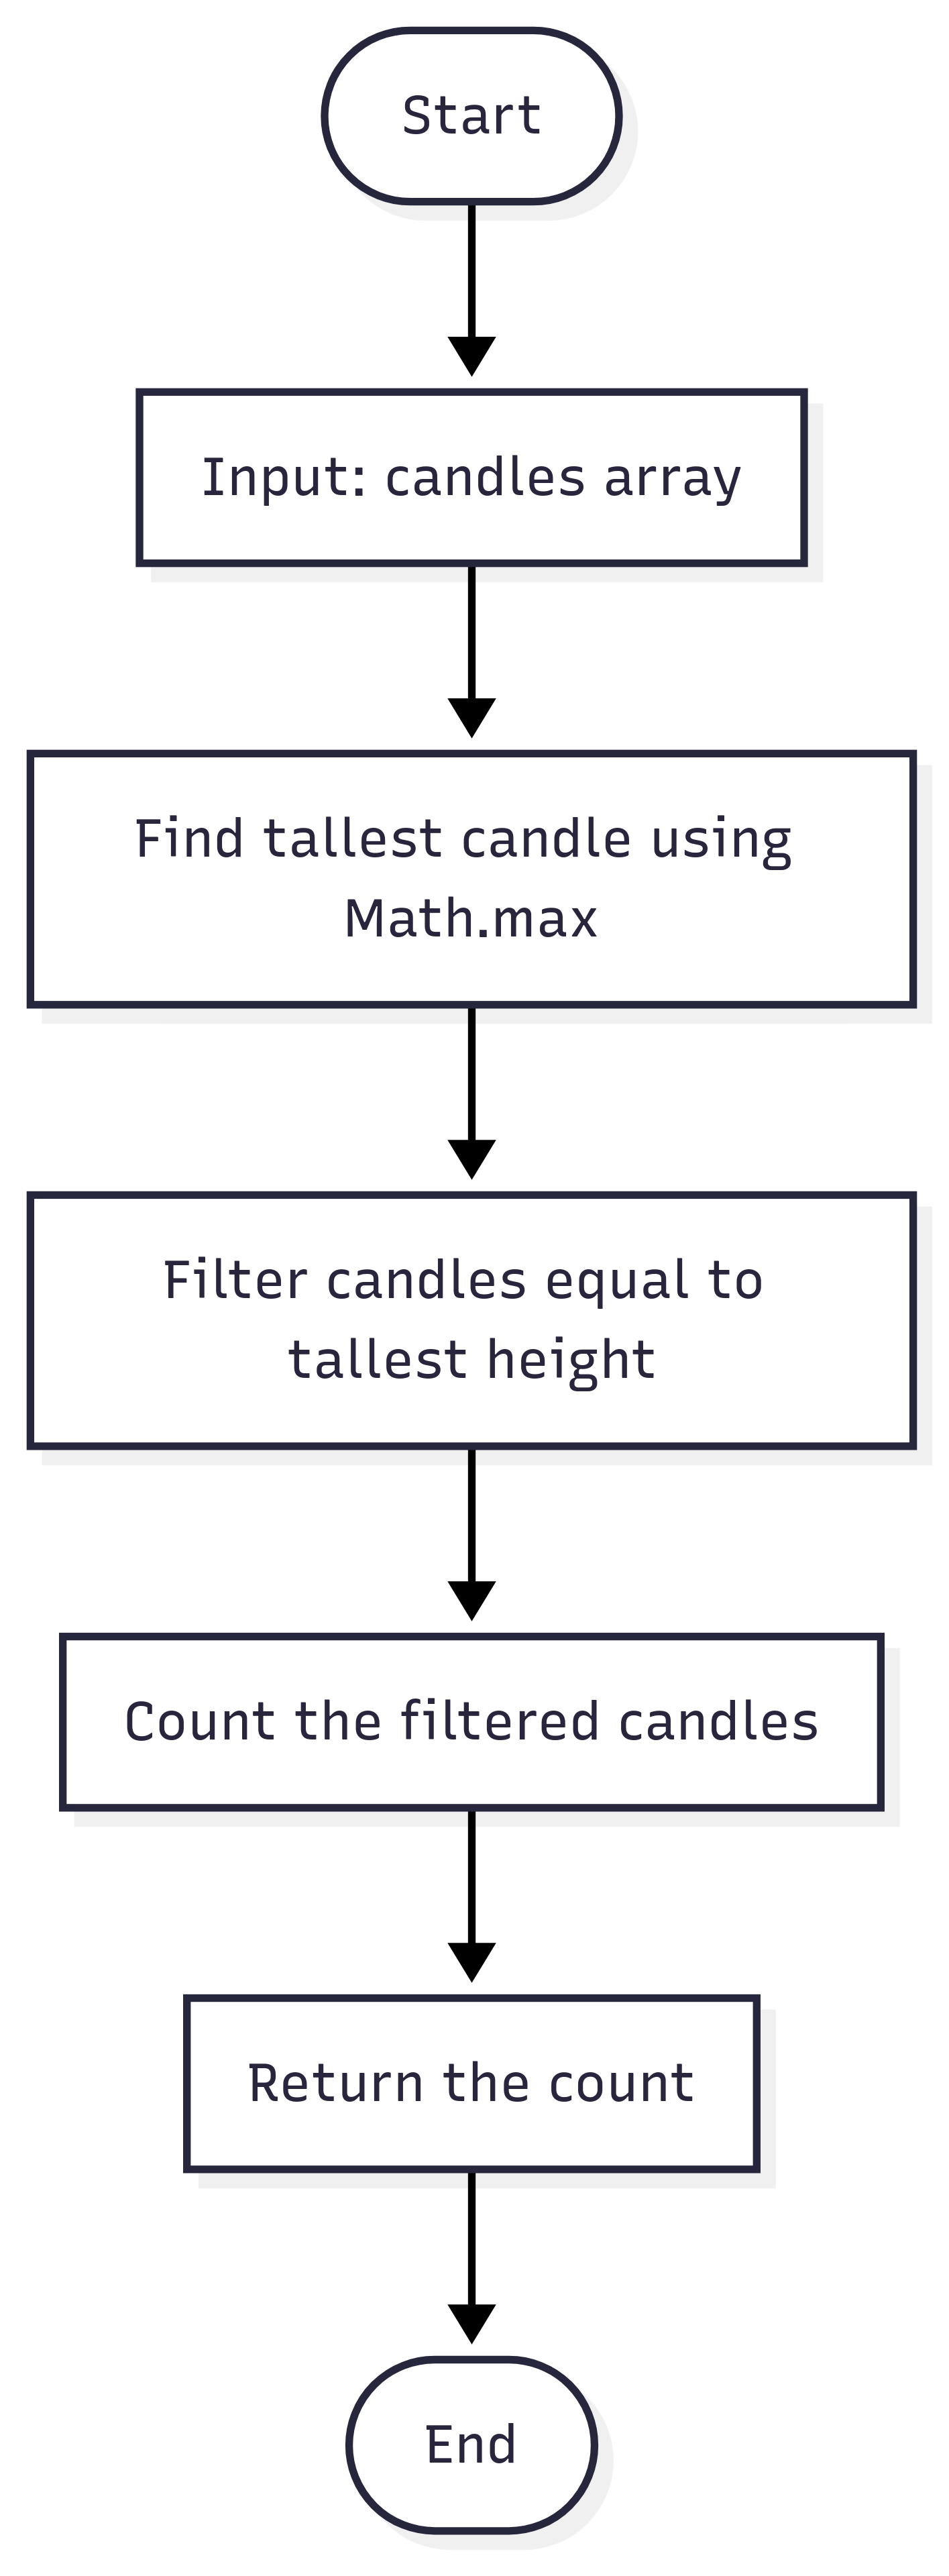 Start
Input: candles array
Find tallest candle using
Math.max
Filter candles equal to
tallest height
Count the filtered candles
Return the count
End